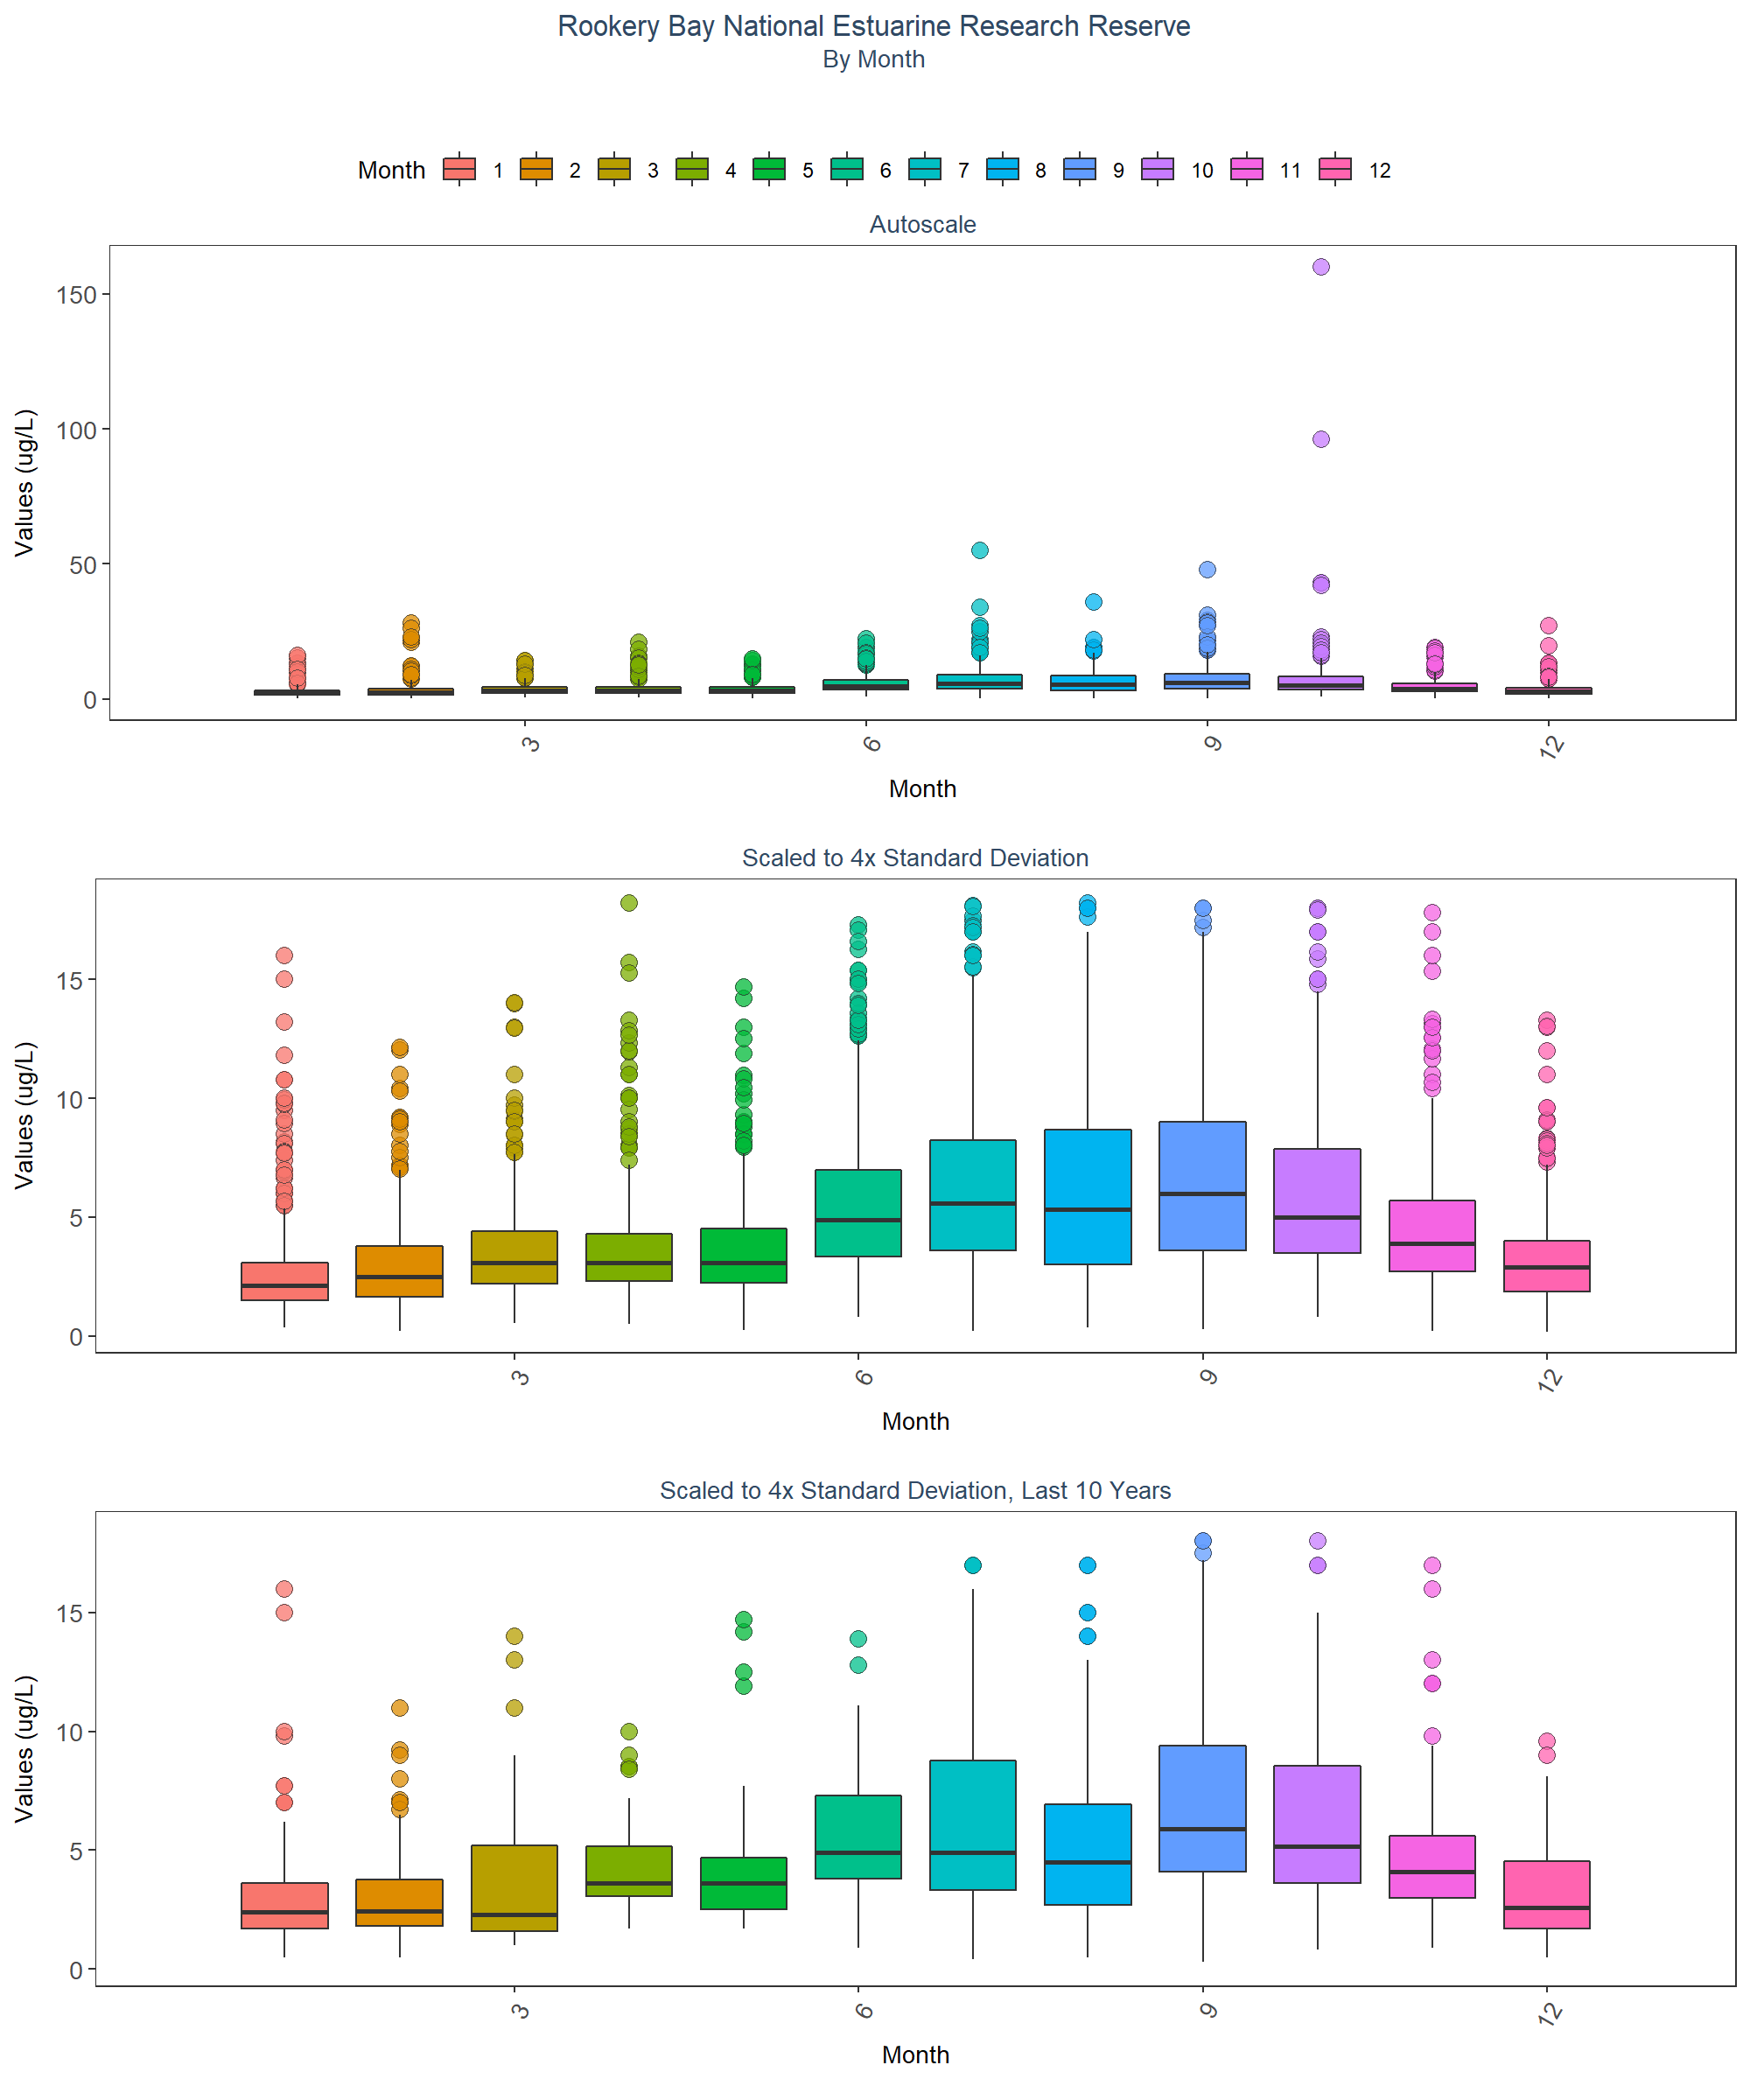 Rookery Bay National Estuarine Research Reserve
By Month
Month 1 2 3 4 5 6 7 8 9 10 11 12
Autoscale
Values (ug/L)
150
100
50
0
3 6 9 12
Month
Scaled to 4x Standard Deviation
Values (ug/L)
15
10
5
0
3 6 9 12
Month
Scaled to 4x Standard Deviation, Last 10 Years
Values (ug/L)
15
10
5
0
3 6 9 12
Month